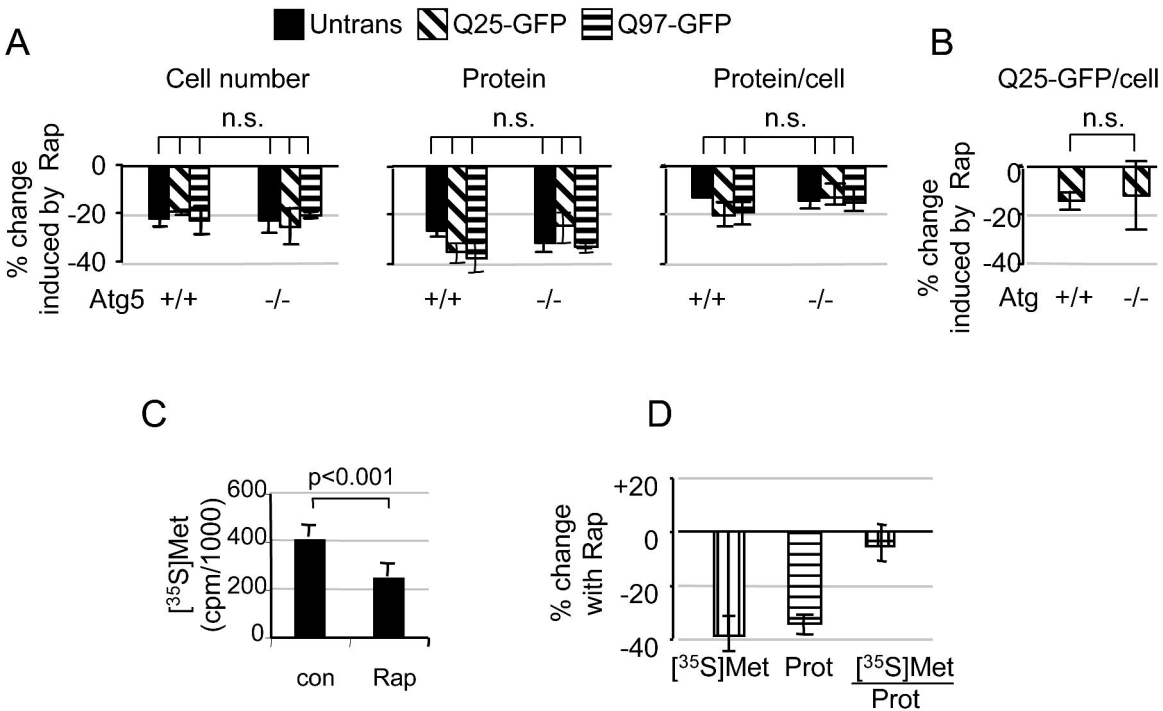 Untrans Q25-GFP Q97-GFP
A
B
Cell number Protein Protein/cell Q25-GFP/cell
n.s. n.s. n.s. n.s.
% change
induced by Rap
0
-20
-40
Atg5 +/+ -/- +/+ -/- +/+ -/-
% change
induced by Rap
0
-20
-40
Atg +/+ -/-
C
D
p<0.001
[³⁵S]Met
(cpm/1000)
600
400
200
0
con Rap
% change
with Rap
+20
0
-20
-40
[³⁵S]Met Prot [³⁵S]Met
Prot